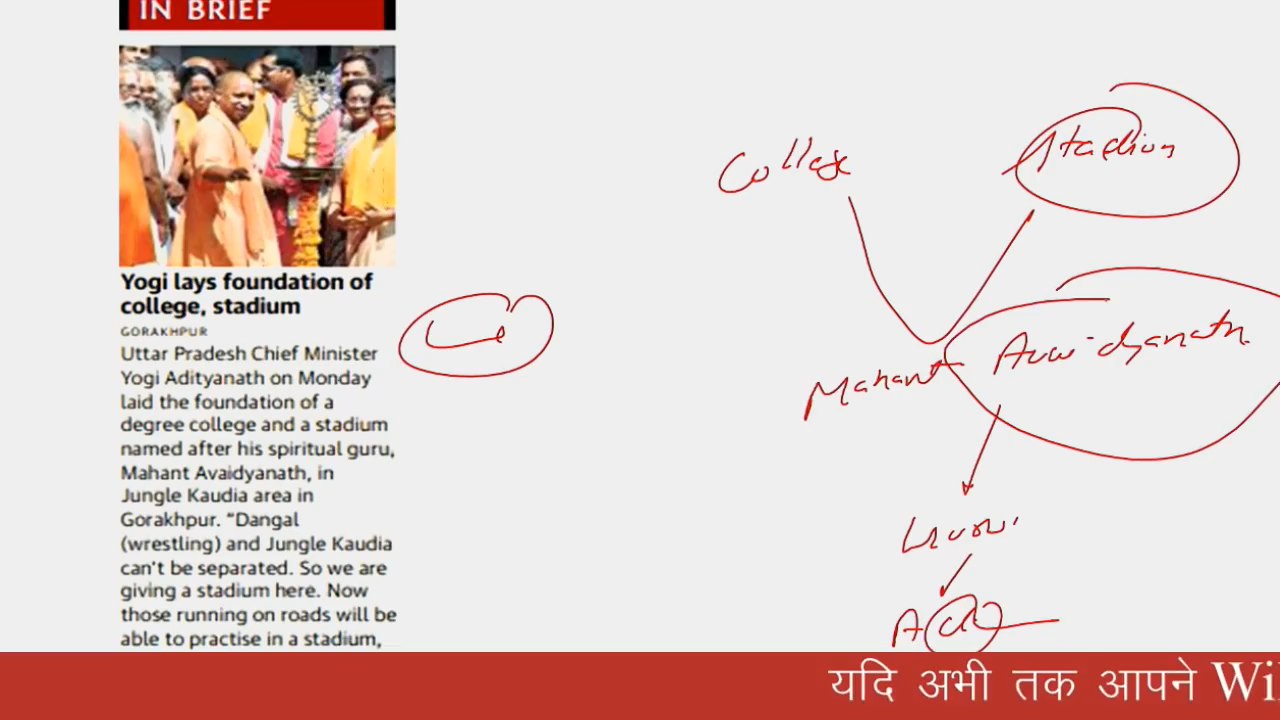 IN BRIEF
Yogi lays foundation of
college, stadium
GORAKHPUR
Uttar Pradesh Chief Minister
Yogi Adityanath on Monday
laid the foundation of a
degree college and a stadium
named after his spiritual guru,
Mahant Avaidyanath, in
Jungle Kaudia area in
Gorakhpur. “Dangal
(wrestling) and Jungle Kaudia
can't be separated. So we are
giving a stadium here. Now
those running on roads will be
able to practise in a stadium,
College
Stadium
Mahant Avaidyanath
यदि अभी तक आपने Wi